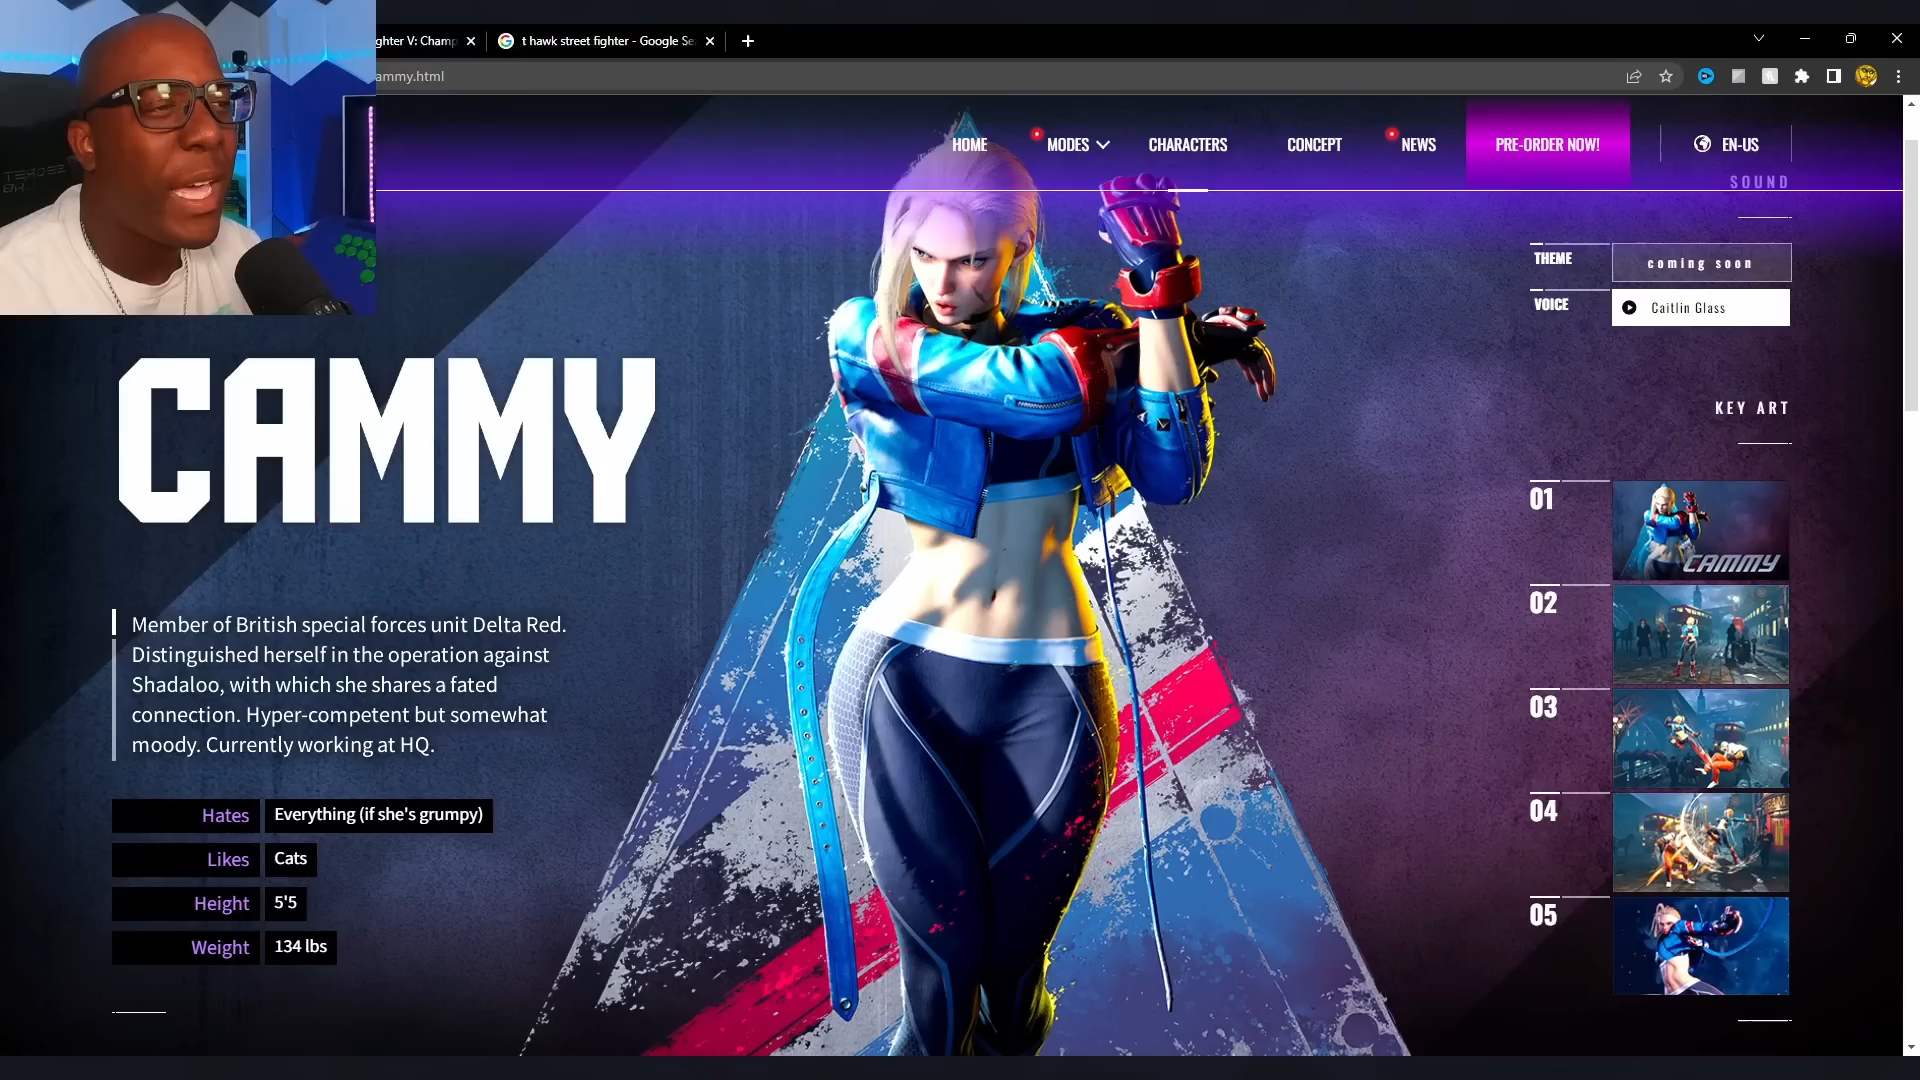 ghter V: Champ
t hawk street fighter - Google Se
ammy.html
HOME
MODES
CHARACTERS
CONCEPT
NEWS
PRE-ORDER NOW!
EN-US
SOUND
THEME
coming soon
VOICE
Caitlin Glass
CAMMY
KEY ART
01
CAMMY
02
03
04
05
Member of British special forces unit Delta Red.
Distinguished herself in the operation against
Shadaloo, with which she shares a fated
connection. Hyper-competent but somewhat
moody. Currently working at HQ.
Hates Everything (if she's grumpy)
Likes Cats
Height 5'5
Weight 134 lbs